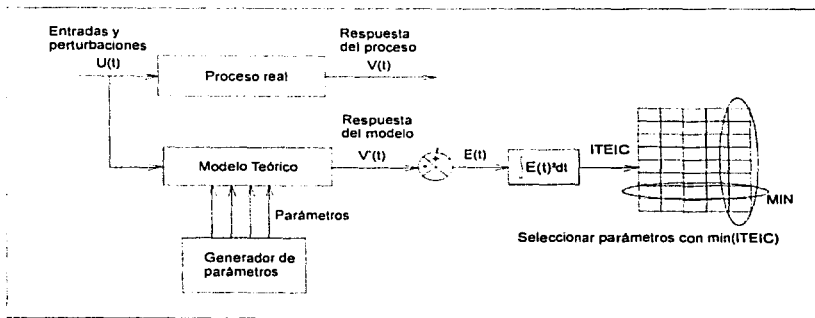 Entradas y
perturbaciones
U(t)
Proceso real
Respuesta
del proceso
V(t)
Modelo Teórico
Respuesta
del modelo
V'(t)
E(t)
∫E(t)²dt
ITEIC
MIN
Parámetros
Generador de
parámetros
Seleccionar parámetros con min(ITEIC)